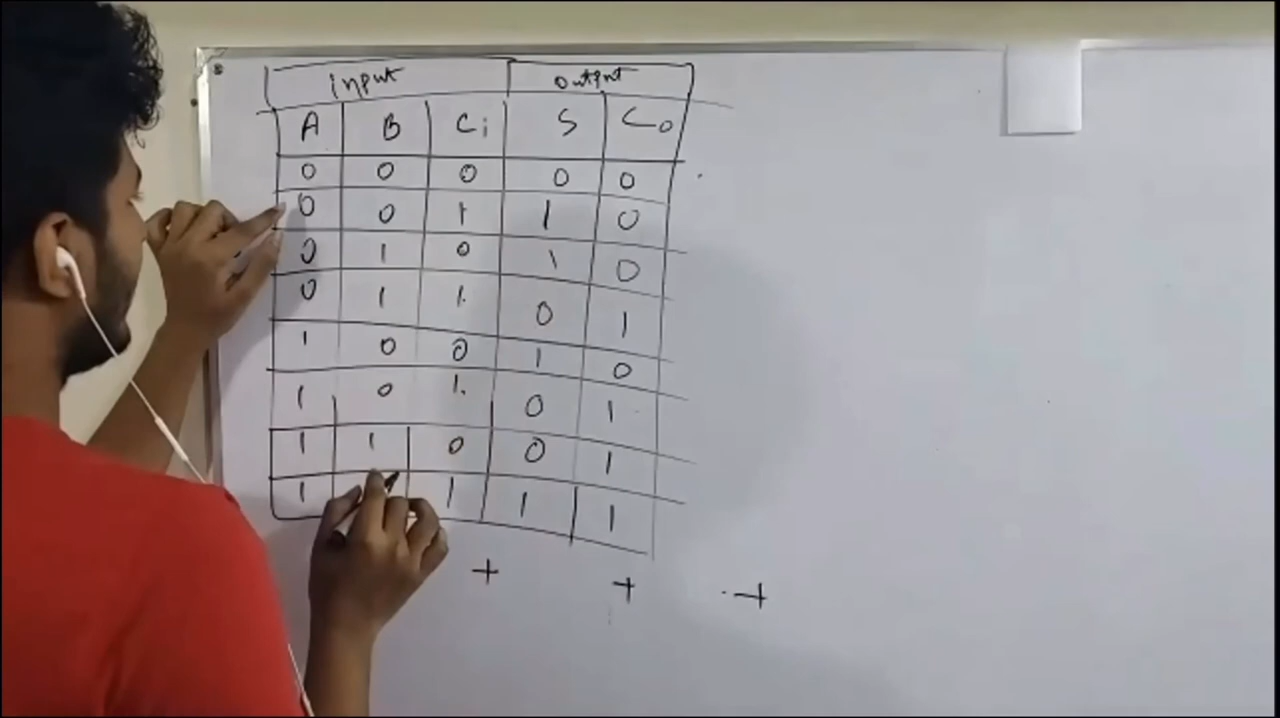 Input Output
A B Ci S Co
0 0 0 0 0
0 0 1 1 0
0 1 0 1 0
0 1 1 0 1
1 0 0 1 0
1 0 1 0 1
1 1 0 0 1
1 1 1 1
+ + +